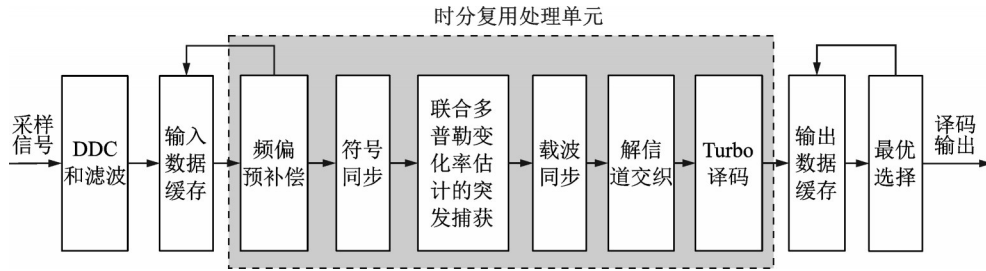 时分复用处理单元
采样
信号
DDC
和滤波
输入
数据
缓存
频偏
预补偿
符号
同步
联合多
普勒变
化率估
计的突
发捕获
载波
同步
解信
道交织
Turbo
译码
输出
数据
缓存
最优
选择
译码
输出